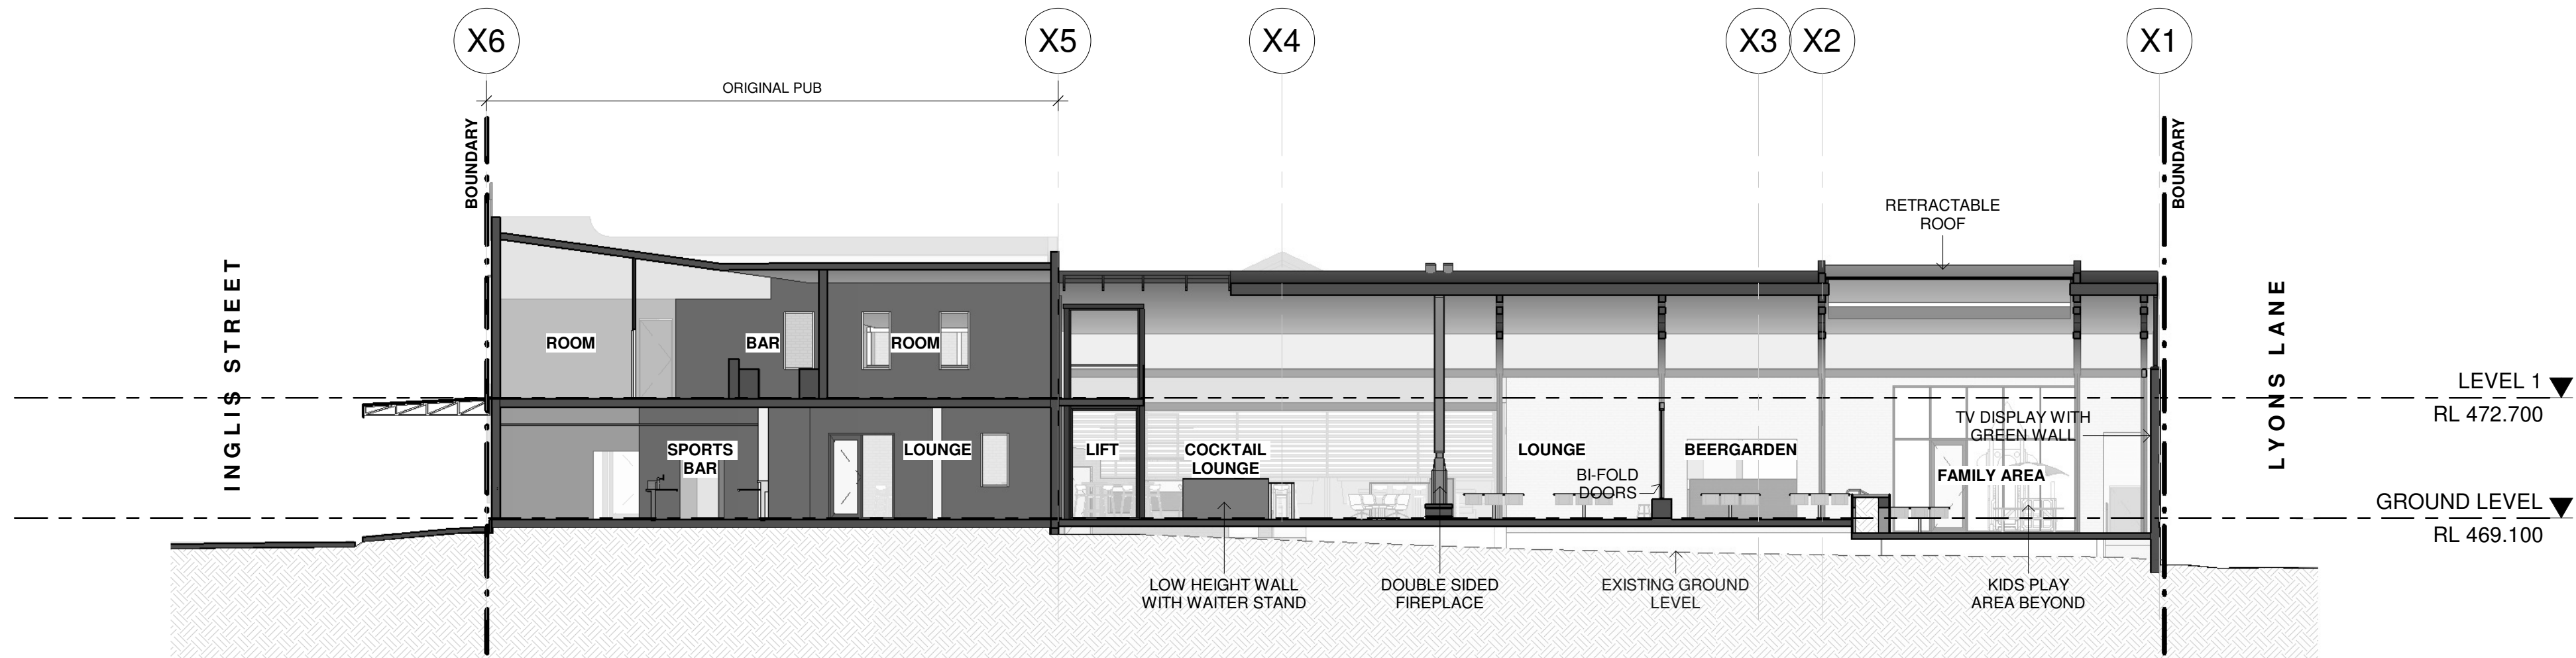 X6
X5
X4
X3
X2
X1
ORIGINAL PUB
BOUNDARY
BOUNDARY
RETRACTABLE
ROOF
INGLIS STREET
LYONS LANE
ROOM
BAR
ROOM
LEVEL 1
RL 472.700
TV DISPLAY WITH
GREEN WALL
SPORTS
BAR
LOUNGE
LIFT
COCKTAIL
LOUNGE
LOUNGE
BEERGARDEN
BI-FOLD
DOORS
FAMILY AREA
GROUND LEVEL
RL 469.100
LOW HEIGHT WALL
WITH WAITER STAND
DOUBLE SIDED
FIREPLACE
EXISTING GROUND
LEVEL
KIDS PLAY
AREA BEYOND